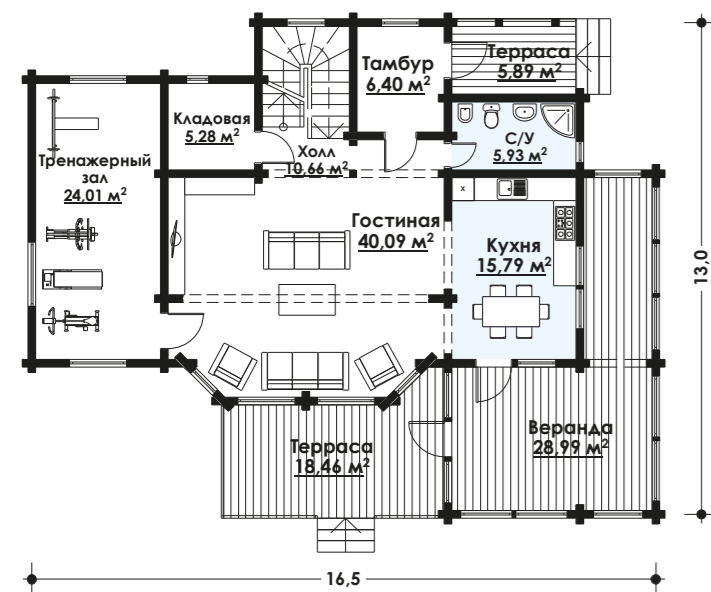 Терраса
5,89 м²
Тамбур
6,40 м²
Кладовая
5,28 м²
С/У
5,93 м²
Холл
10,66 м²
Тренажерный
зал
24,01 м²
Гостиная
40,09 м²
Кухня
15,79 м²
Веранда
28,99 м²
Терраса
18,46 м²
13,0
16,5